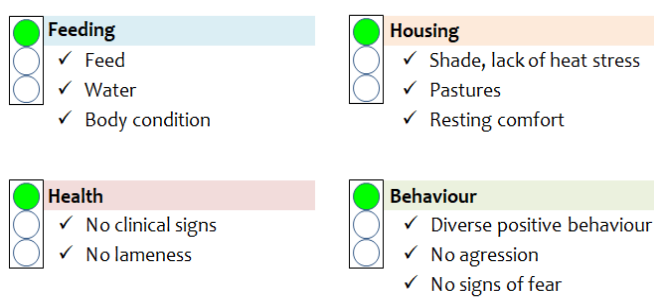 Feeding
✓ Feed
✓ Water
✓ Body condition
Housing
✓ Shade, lack of heat stress
✓ Pastures
✓ Resting comfort
Health
✓ No clinical signs
✓ No lameness
Behaviour
✓ Diverse positive behaviour
✓ No agression
✓ No signs of fear